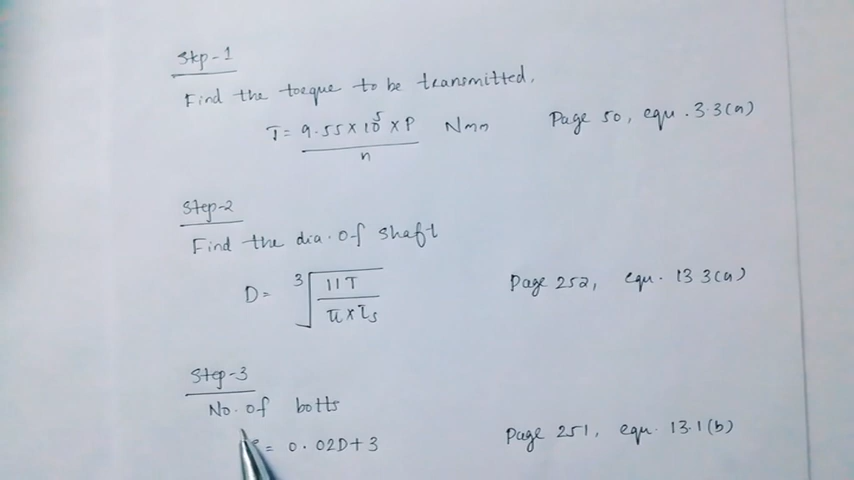 Step-1
Find the torque to be transmitted.
T = 9.55 × 10^5 × P / n Nmm Page 50, equ. 3.3(a)
Step-2
Find the dia. of shaft
D = ∛(11T / π × τs) Page 252, equ. 13 3(a)
Step-3
No. of botts
= 0.02D+3 Page 251, equ. 13.1(b)